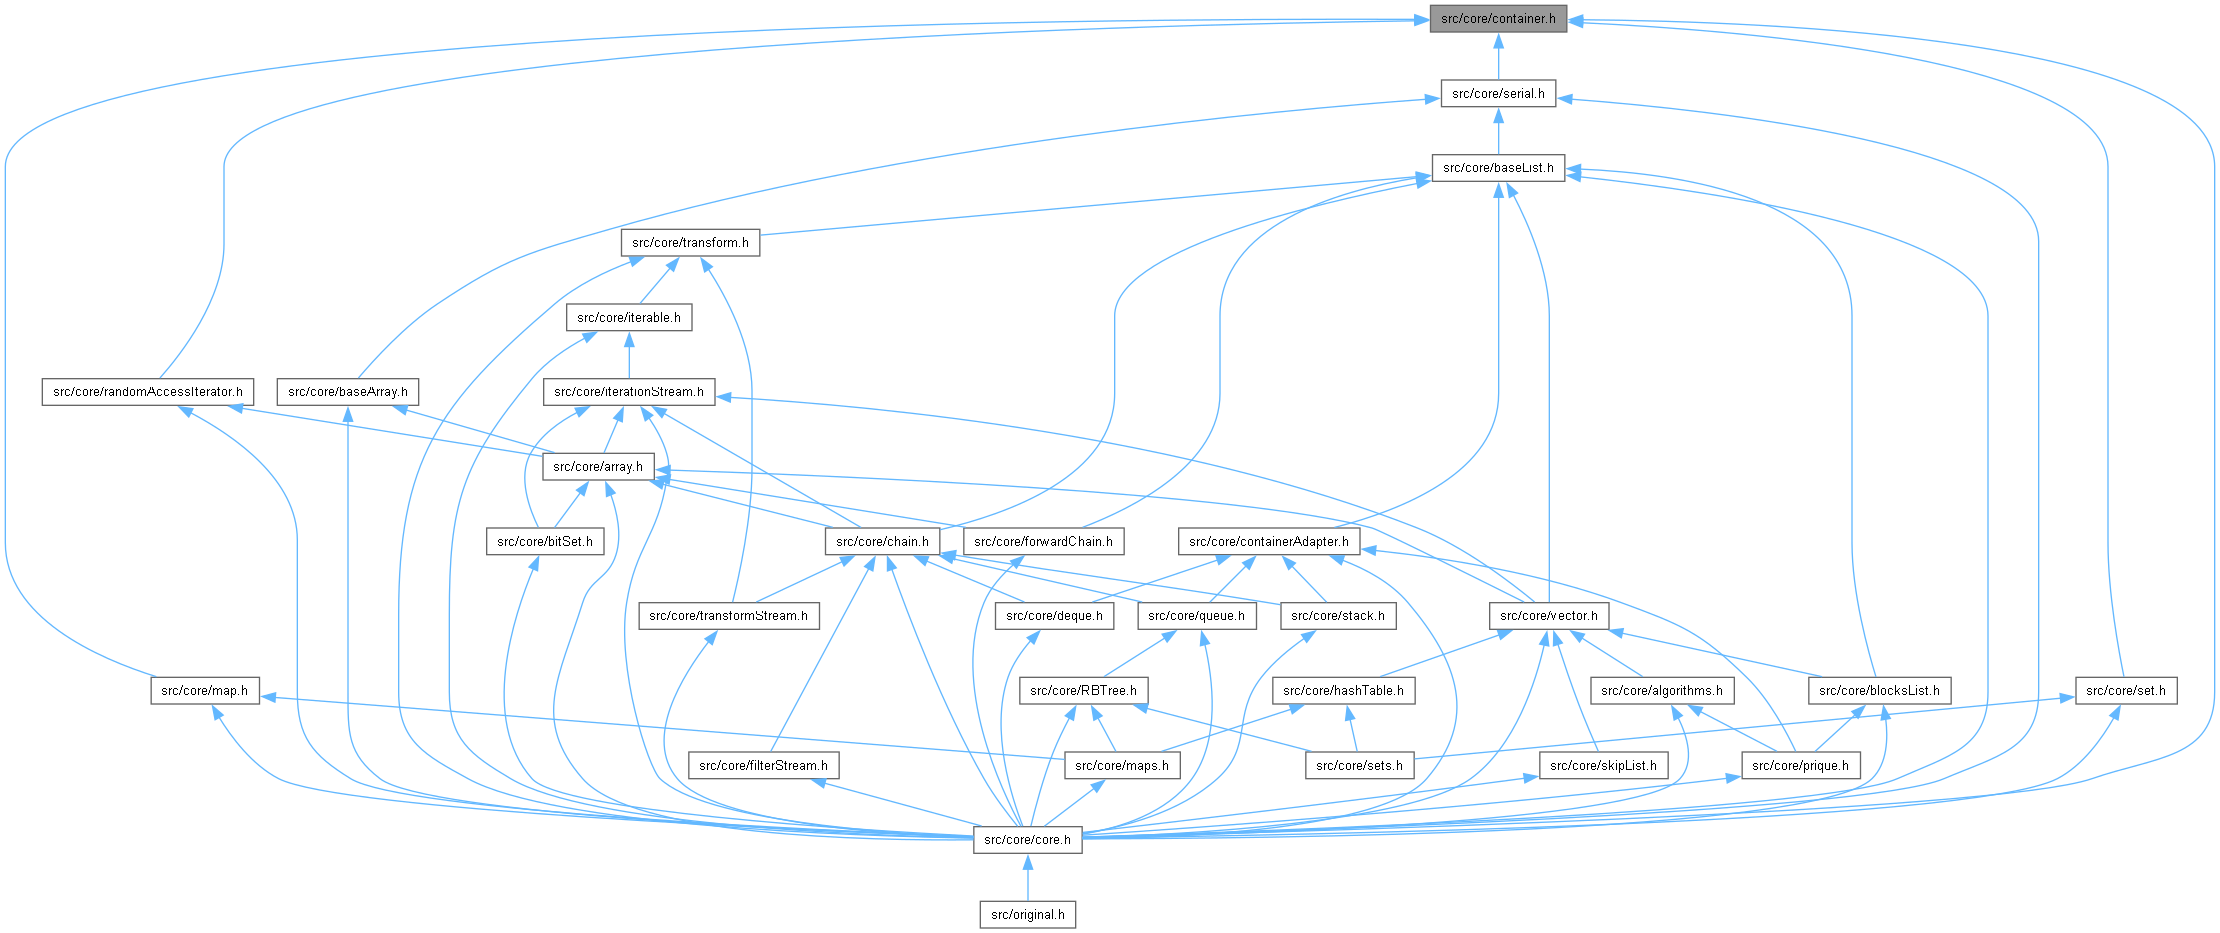 src/core/container.h
src/core/serial.h
src/core/baseList.h
src/core/transform.h
src/core/iterable.h
src/core/randomAccessIterator.h
src/core/baseArray.h
src/core/iterationStream.h
src/core/array.h
src/core/bitSet.h
src/core/chain.h
src/core/forwardChain.h
src/core/containerAdapter.h
src/core/transformStream.h
src/core/deque.h
src/core/queue.h
src/core/stack.h
src/core/vector.h
src/core/map.h
src/core/RBTree.h
src/core/hashTable.h
src/core/algorithms.h
src/core/blocksList.h
src/core/set.h
src/core/filterStream.h
src/core/maps.h
src/core/sets.h
src/core/skipList.h
src/core/prique.h
src/core/core.h
src/original.h